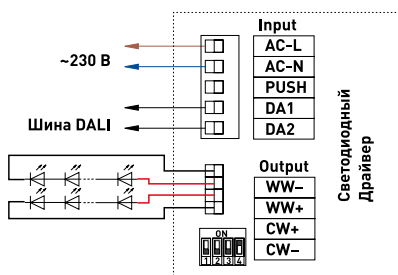 Input
~230 В
AC-L
AC-N
PUSH
Шина DALI
DA1
DA2
Светодиодный
Драйвер
Output
WW–
WW+
CW+
CW–
ON
1 2 3 4